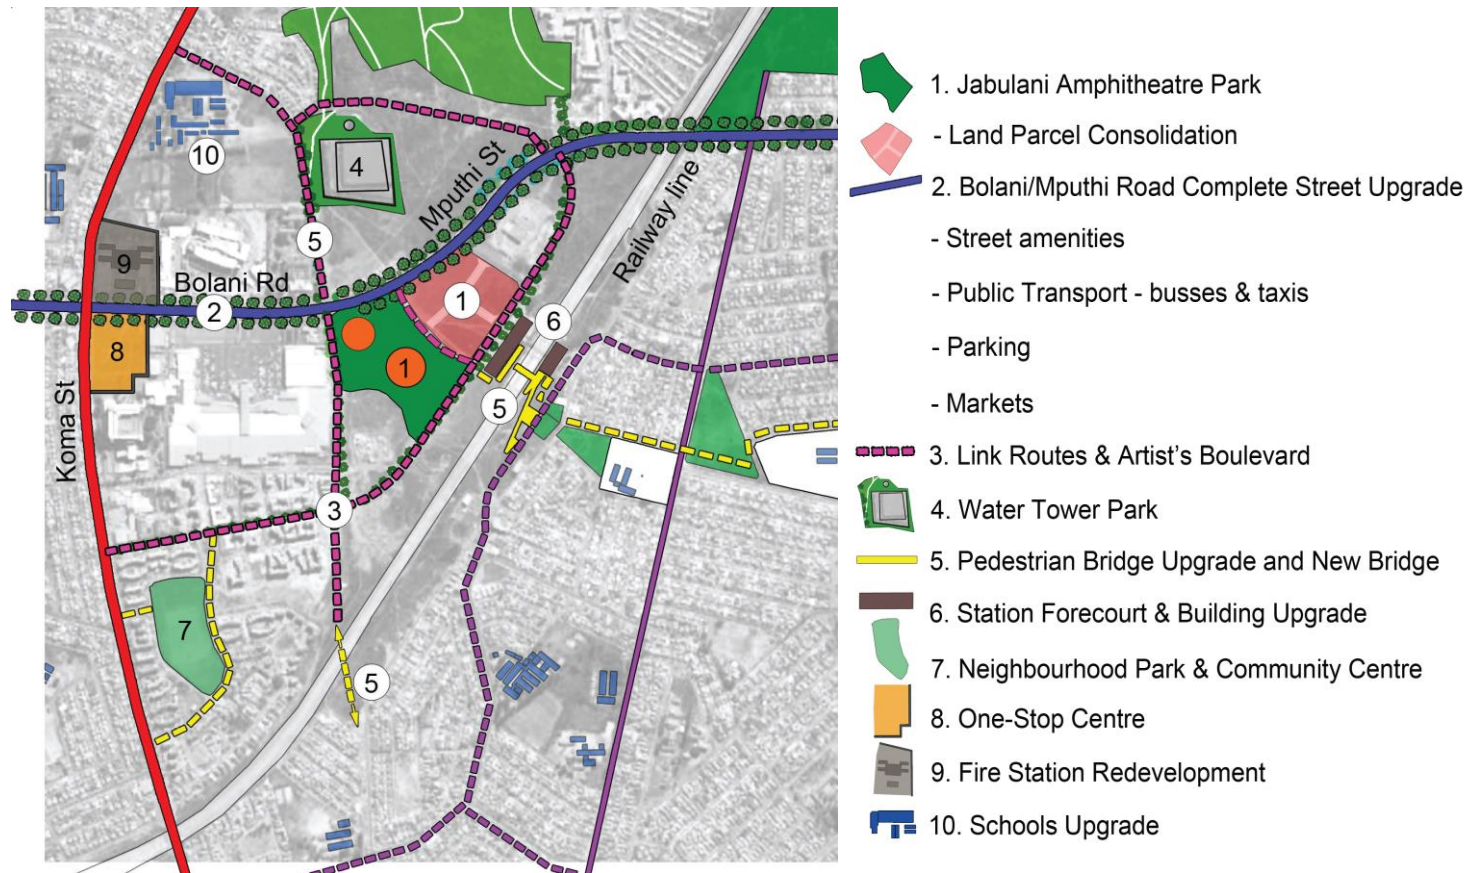 10
4
Mputhi St
5
Railway line
9
Bolani Rd
2
1
6
8
1
5
Koma St
3
7
5
1. Jabulani Amphitheatre Park
- Land Parcel Consolidation
2. Bolani/Mputhi Road Complete Street Upgrade
- Street amenities
- Public Transport - busses & taxis
- Parking
- Markets
3. Link Routes & Artist's Boulevard
4. Water Tower Park
5. Pedestrian Bridge Upgrade and New Bridge
6. Station Forecourt & Building Upgrade
7. Neighbourhood Park & Community Centre
8. One-Stop Centre
9. Fire Station Redevelopment
10. Schools Upgrade